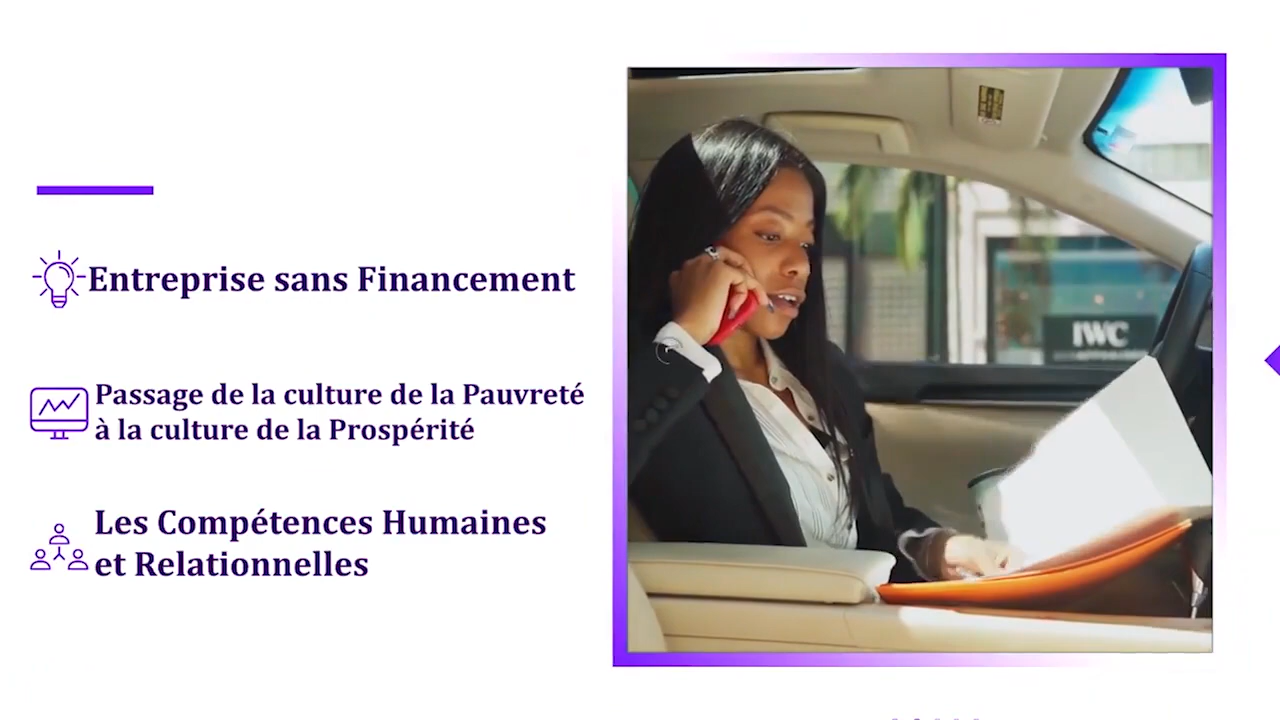 Entreprise sans Financement
Passage de la culture de la Pauvreté
à la culture de la Prospérité
Les Compétences Humaines
et Relationnelles
IWC